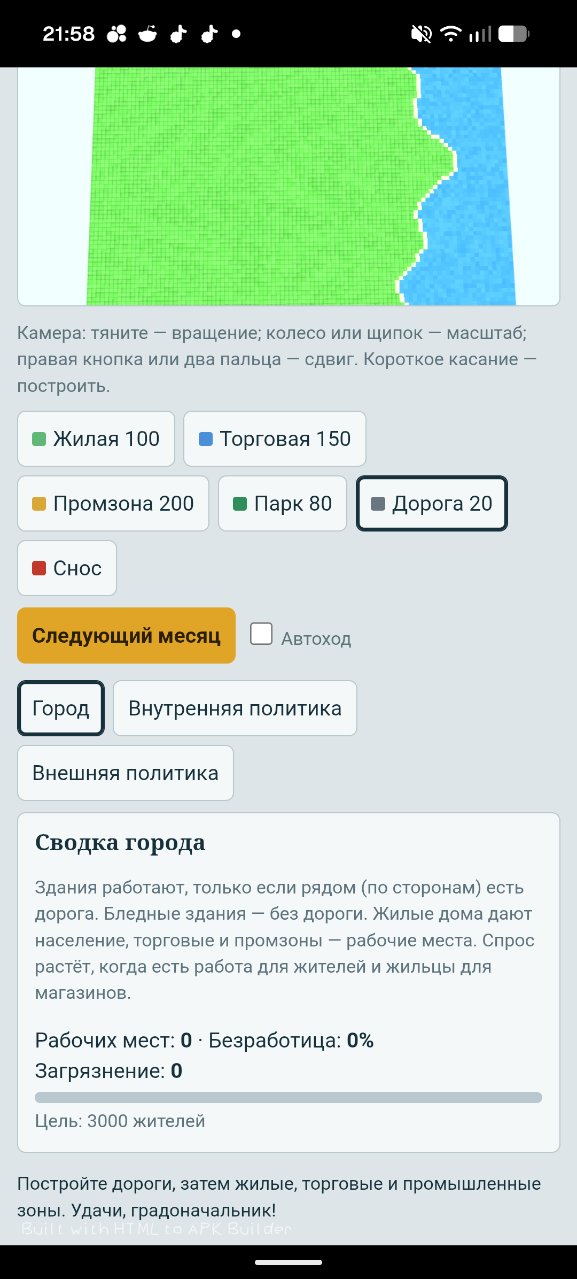 21:58
Камера: тяните — вращение; колесо или щипок — масштаб;
правая кнопка или два пальца — сдвиг. Короткое касание —
построить.
Жилая 100
Торговая 150
Промзона 200
Парк 80
Дорога 20
Снос
Следующий месяц
Автоход
Город
Внутренняя политика
Внешняя политика
Сводка города
Здания работают, только если рядом (по сторонам) есть
дорога. Бледные здания — без дороги. Жилые дома дают
население, торговые и промзоны — рабочие места. Спрос
растёт, когда есть работа для жителей и жильцы для
магазинов.
Рабочих мест: 0 · Безработица: 0%
Загрязнение: 0
Цель: 3000 жителей
Постройте дороги, затем жилые, торговые и промышленные
зоны. Удачи, градоначальник!
Built with HTML to APK Builder